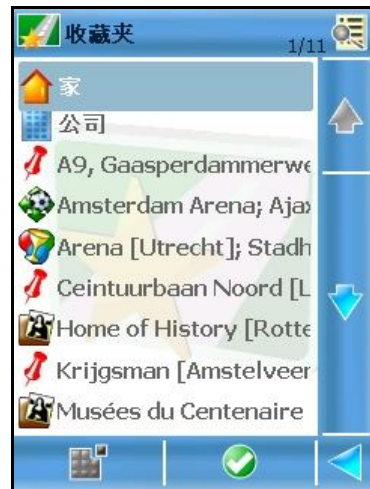 收藏夹
1/11
家
公司
A9, Gaasperdammerwe
Amsterdam Arena; Ajax
Arena [Utrecht]; Stadh
Ceintuurbaan Noord [L
Home of History [Rotte
Krijgsman [Amstelveer
Musées du Centenaire